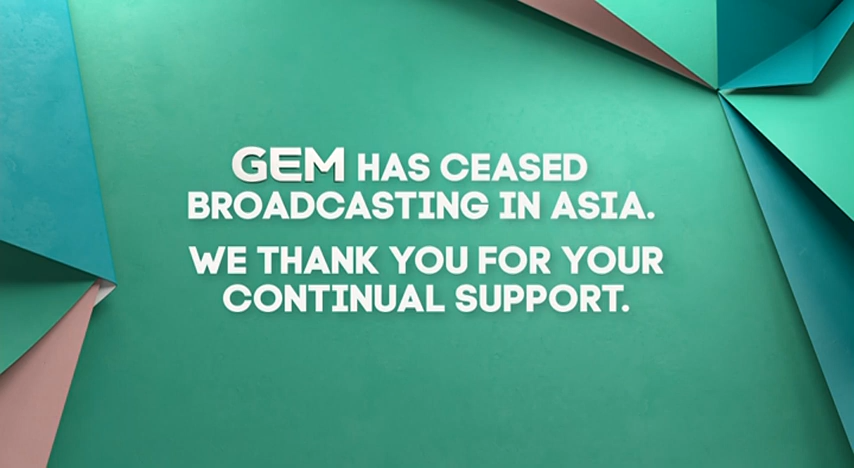 GEM HAS CEASED
BROADCASTING IN ASIA.
WE THANK YOU FOR YOUR
CONTINUAL SUPPORT.